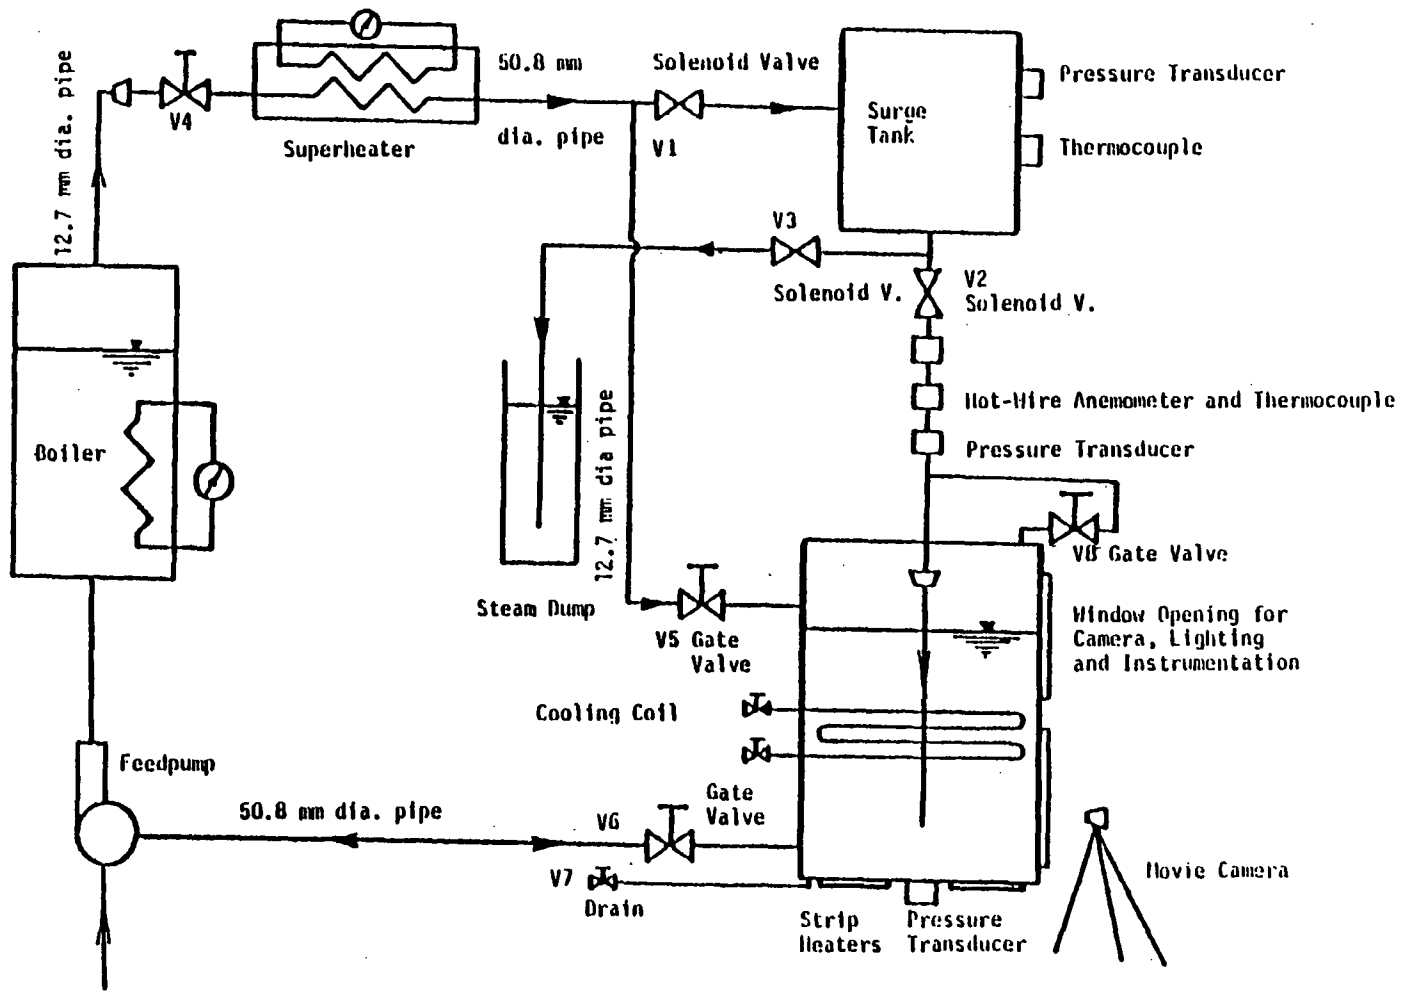 12.7 mm dia. pipe
V4
Superheater
50.8 mm
dia. pipe
Solenoid Valve
V1
Surge
Tank
Pressure Transducer
Thermocouple
V3
Solenoid V.
V2
Solenoid V.
Hot-Wire Anemometer and Thermocouple
Pressure Transducer
Boiler
12.7 mm dia pipe
Steam Dump
V8 Gate Valve
V5 Gate
Valve
Window Opening for
Camera, Lighting
and Instrumentation
Cooling Coil
Feedpump
50.8 mm dia. pipe
V6
Gate
Valve
V7
Drain
Strip
Heaters
Pressure
Transducer
Movie Camera